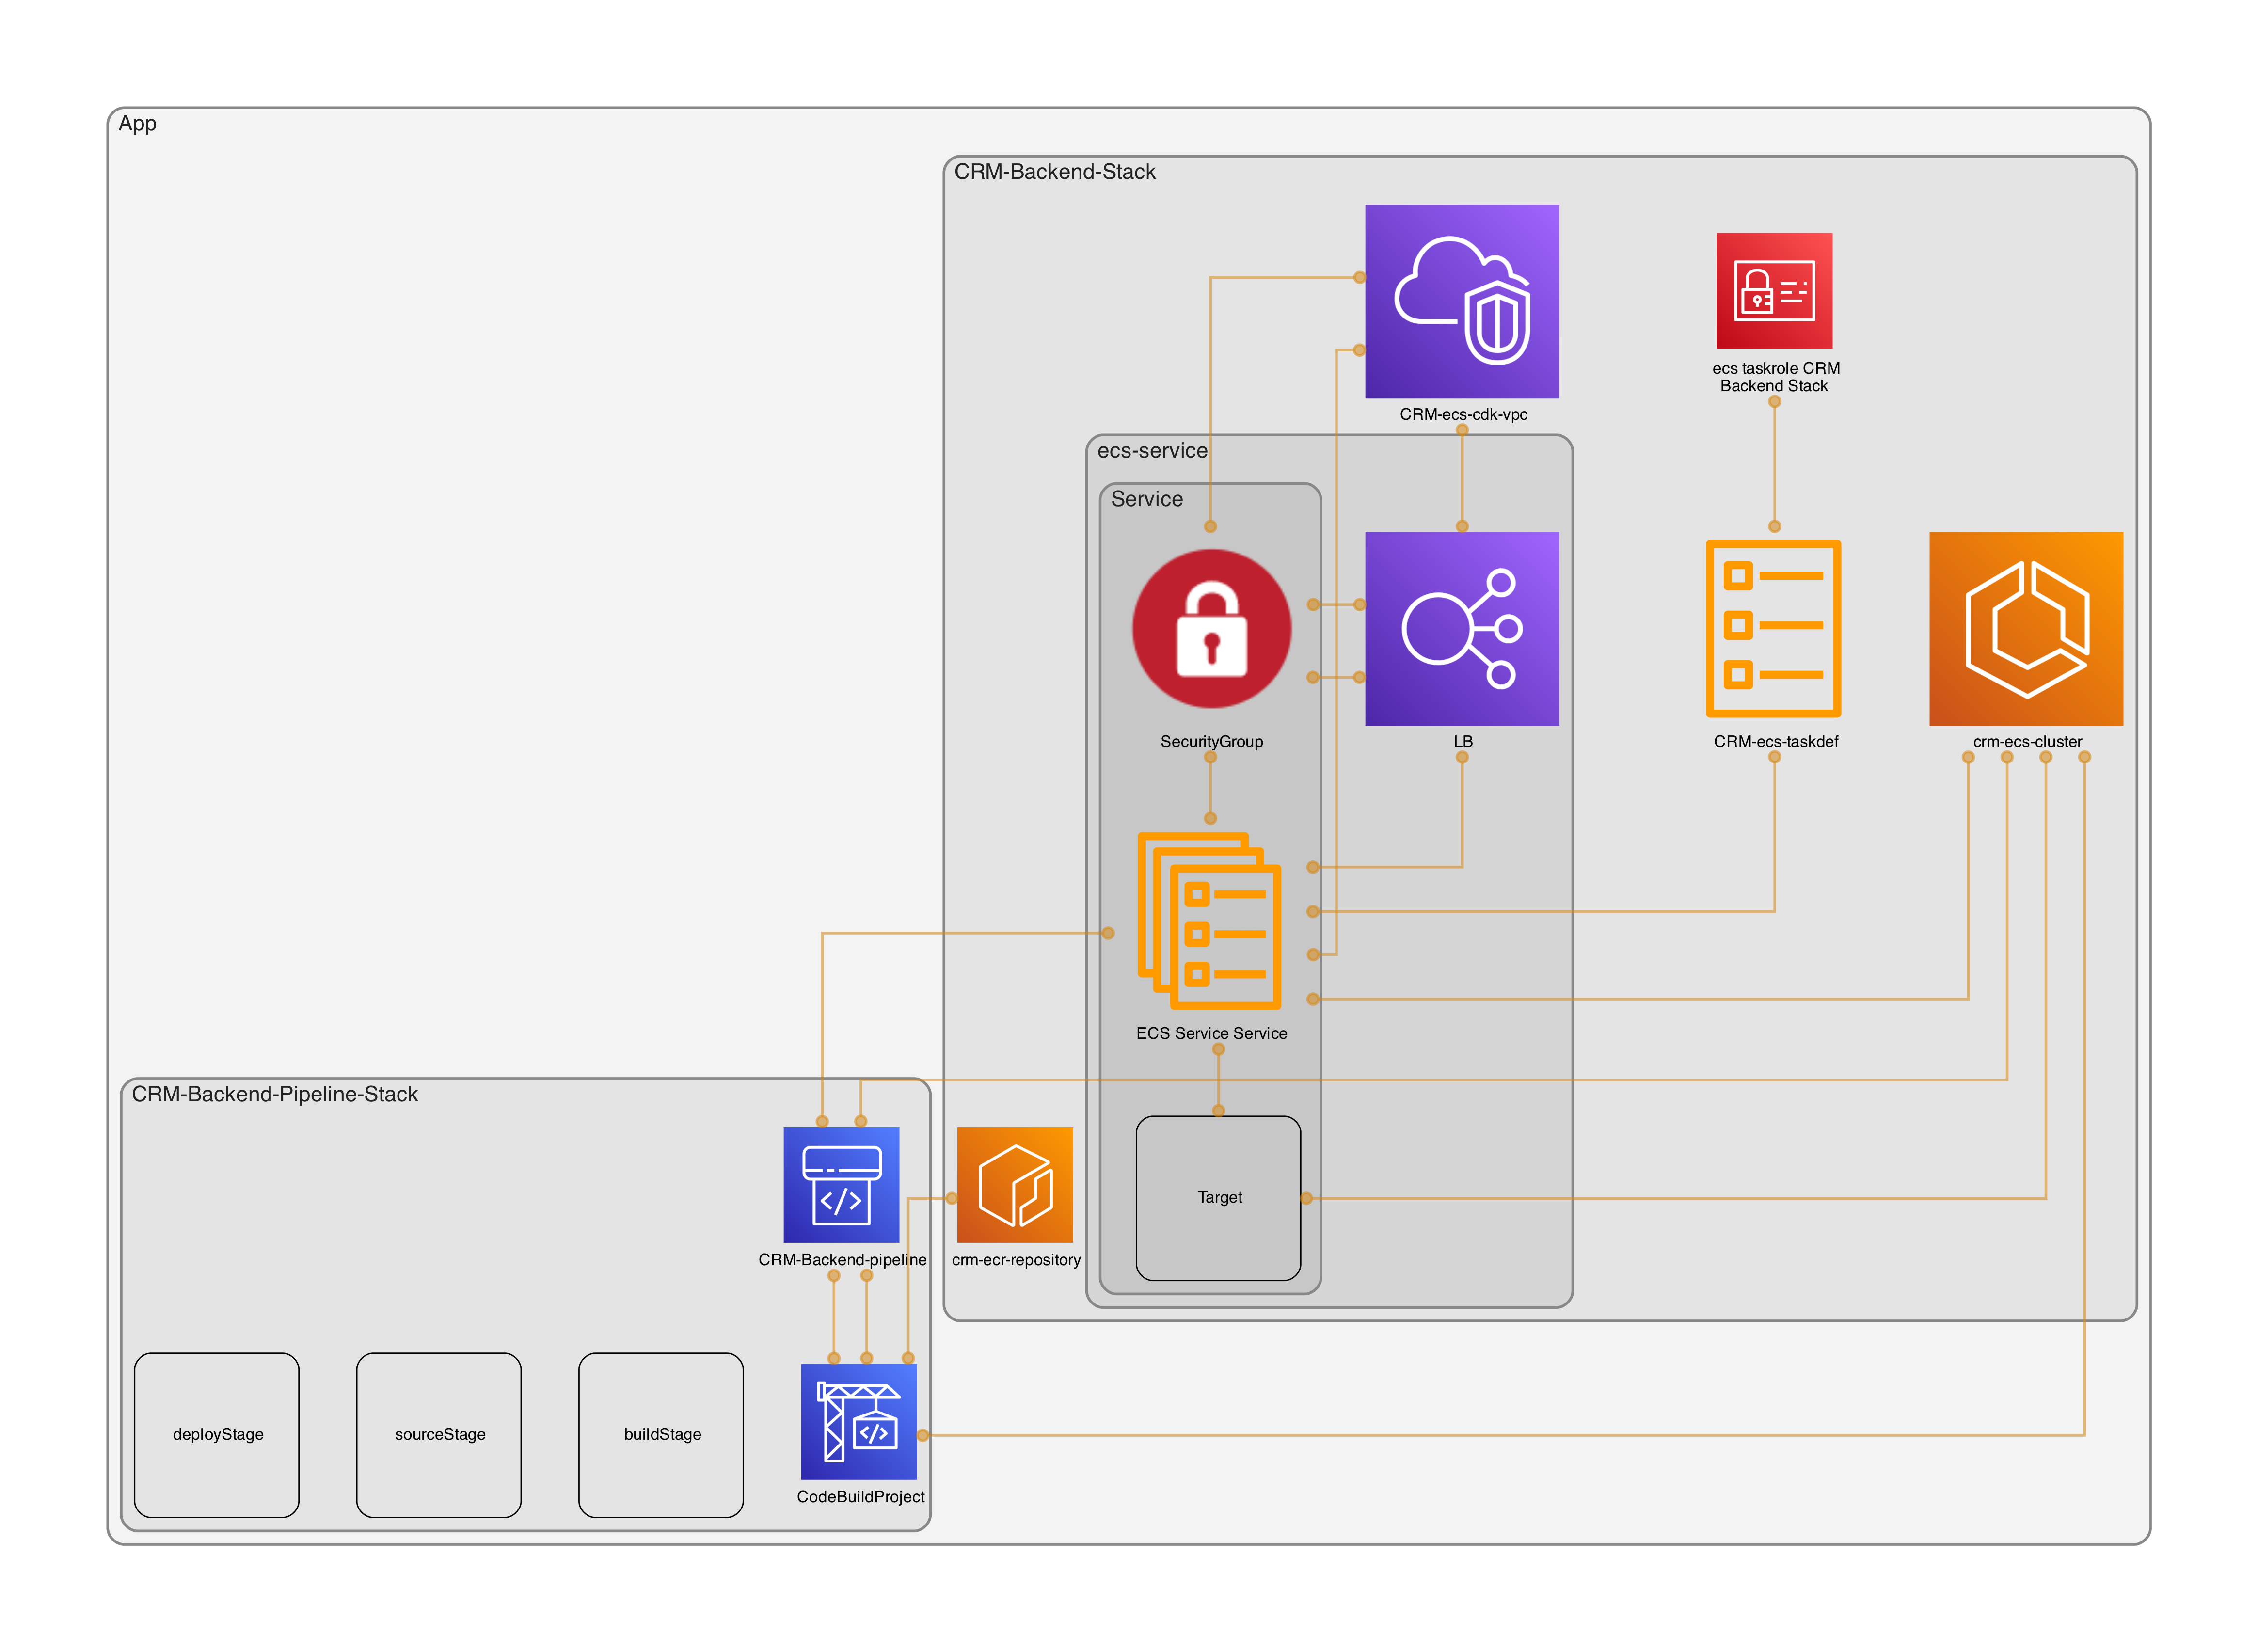 App
CRM-Backend-Stack
ecs taskrole CRM
Backend Stack
CRM-ecs-cdk-vpc
ecs-service
Service
SecurityGroup
LB
CRM-ecs-taskdef
crm-ecs-cluster
ECS Service Service
CRM-Backend-Pipeline-Stack
Target
CRM-Backend-pipeline
crm-ecr-repository
deployStage
sourceStage
buildStage
CodeBuildProject